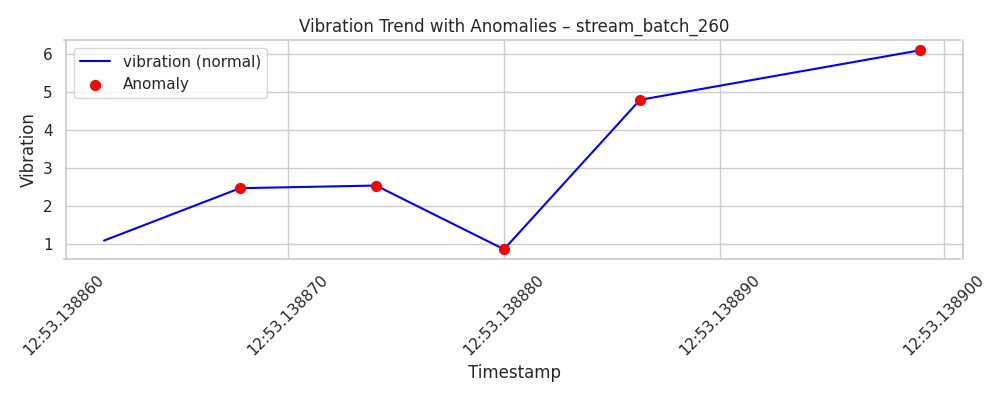 Vibration Trend with Anomalies – stream_batch_260
vibration (normal)
Anomaly
Vibration
6
5
4
3
2
1
12:53.138860
12:53.138870
12:53.138880
12:53.138890
12:53.138900
Timestamp